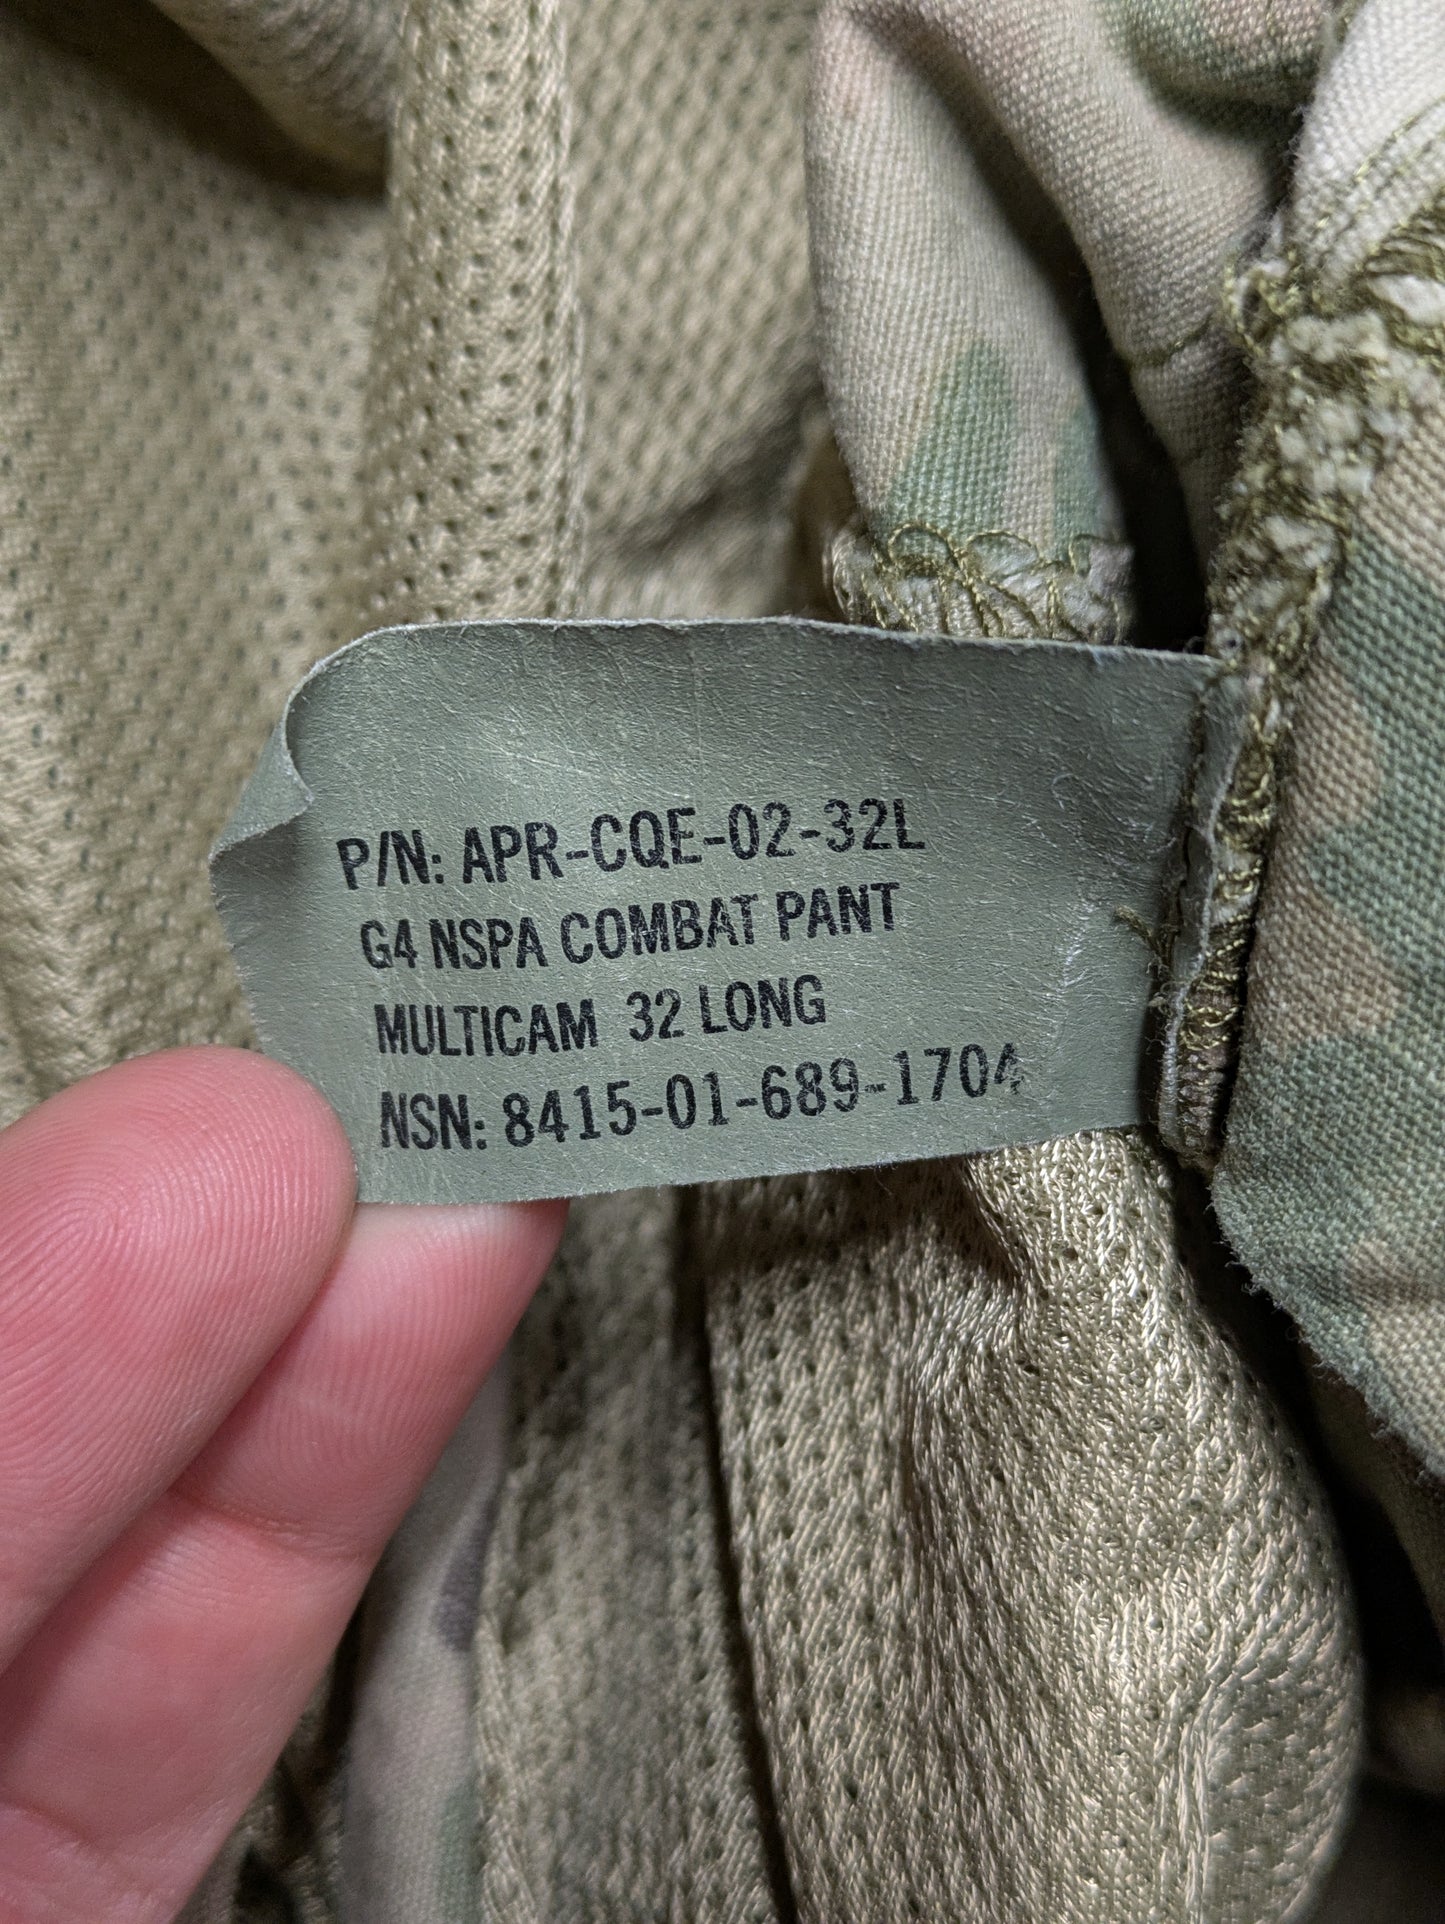 P/N: APR-CQE-02-32L
G4 NSPA COMBAT PANT
MULTICAM 32 LONG
NSN: 8415-01-689-1704